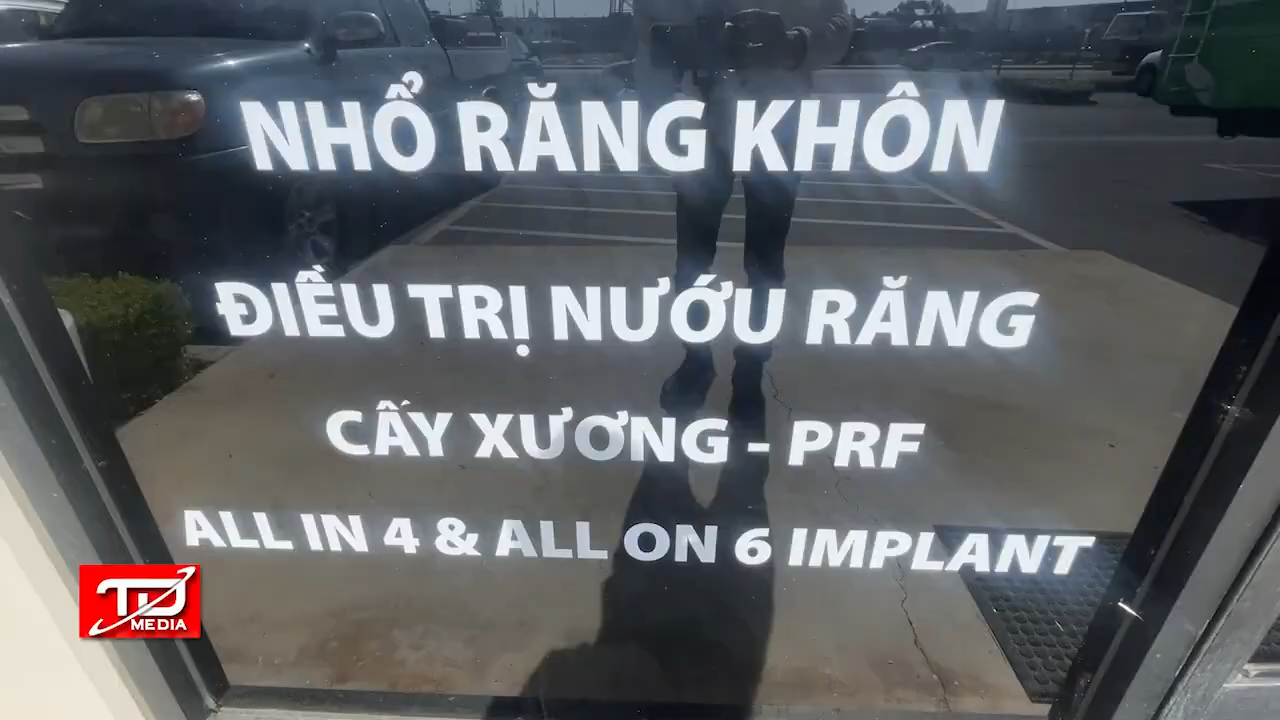 NHỔ RĂNG KHÔN
ĐIỀU TRỊ NƯỚU RĂNG
CẤY XƯƠNG - PRF
ALL IN 4 & ALL ON 6 IMPLANT
TD
MEDIA